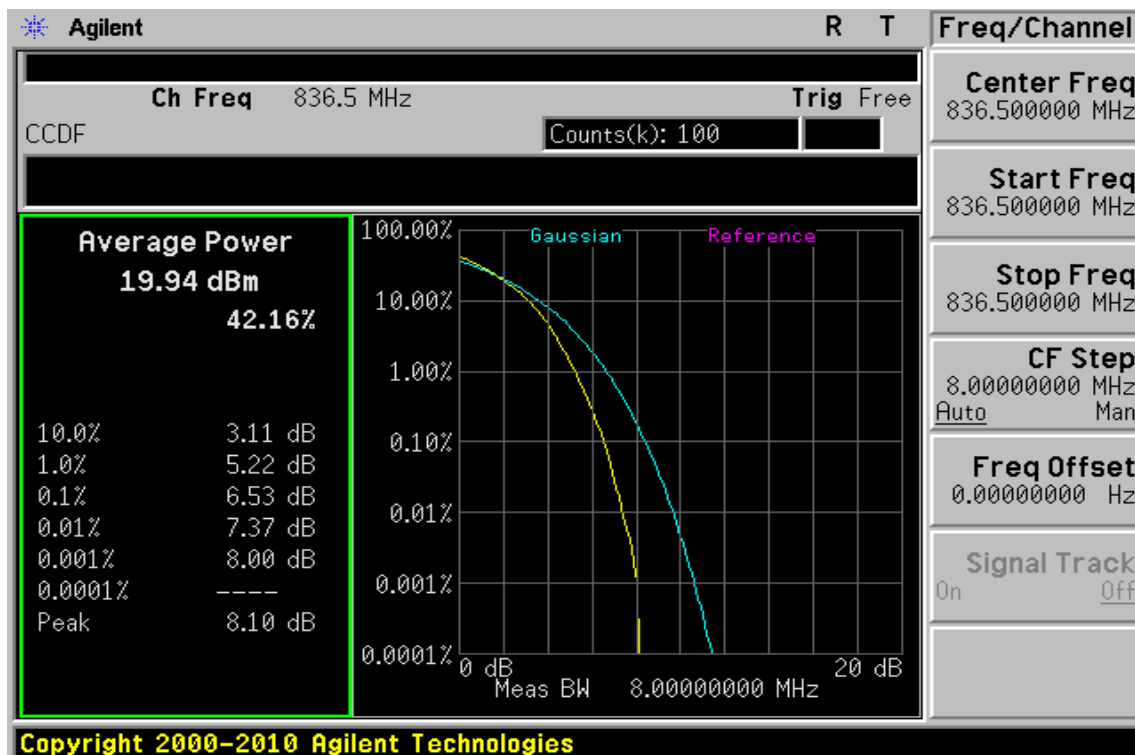 Agilent R T Freq/Channel
Ch Freq 836.5 MHz Trig Free
CCDF Counts(k): 100
Center Freq
836.500000 MHz
Start Freq
836.500000 MHz
Stop Freq
836.500000 MHz
CF Step
8.00000000 MHz
Auto Man
Freq Offset
0.00000000 Hz
Signal Track
On Off
Average Power
19.94 dBm
42.16%
10.0% 3.11 dB
1.0% 5.22 dB
0.1% 6.53 dB
0.01% 7.37 dB
0.001% 8.00 dB
0.0001% ----
Peak 8.10 dB
Gaussian Reference
100.00%
10.00%
1.00%
0.10%
0.01%
0.001%
0.0001%
0 dB 20 dB
Meas BW 8.00000000 MHz
Copyright 2000-2010 Agilent Technologies